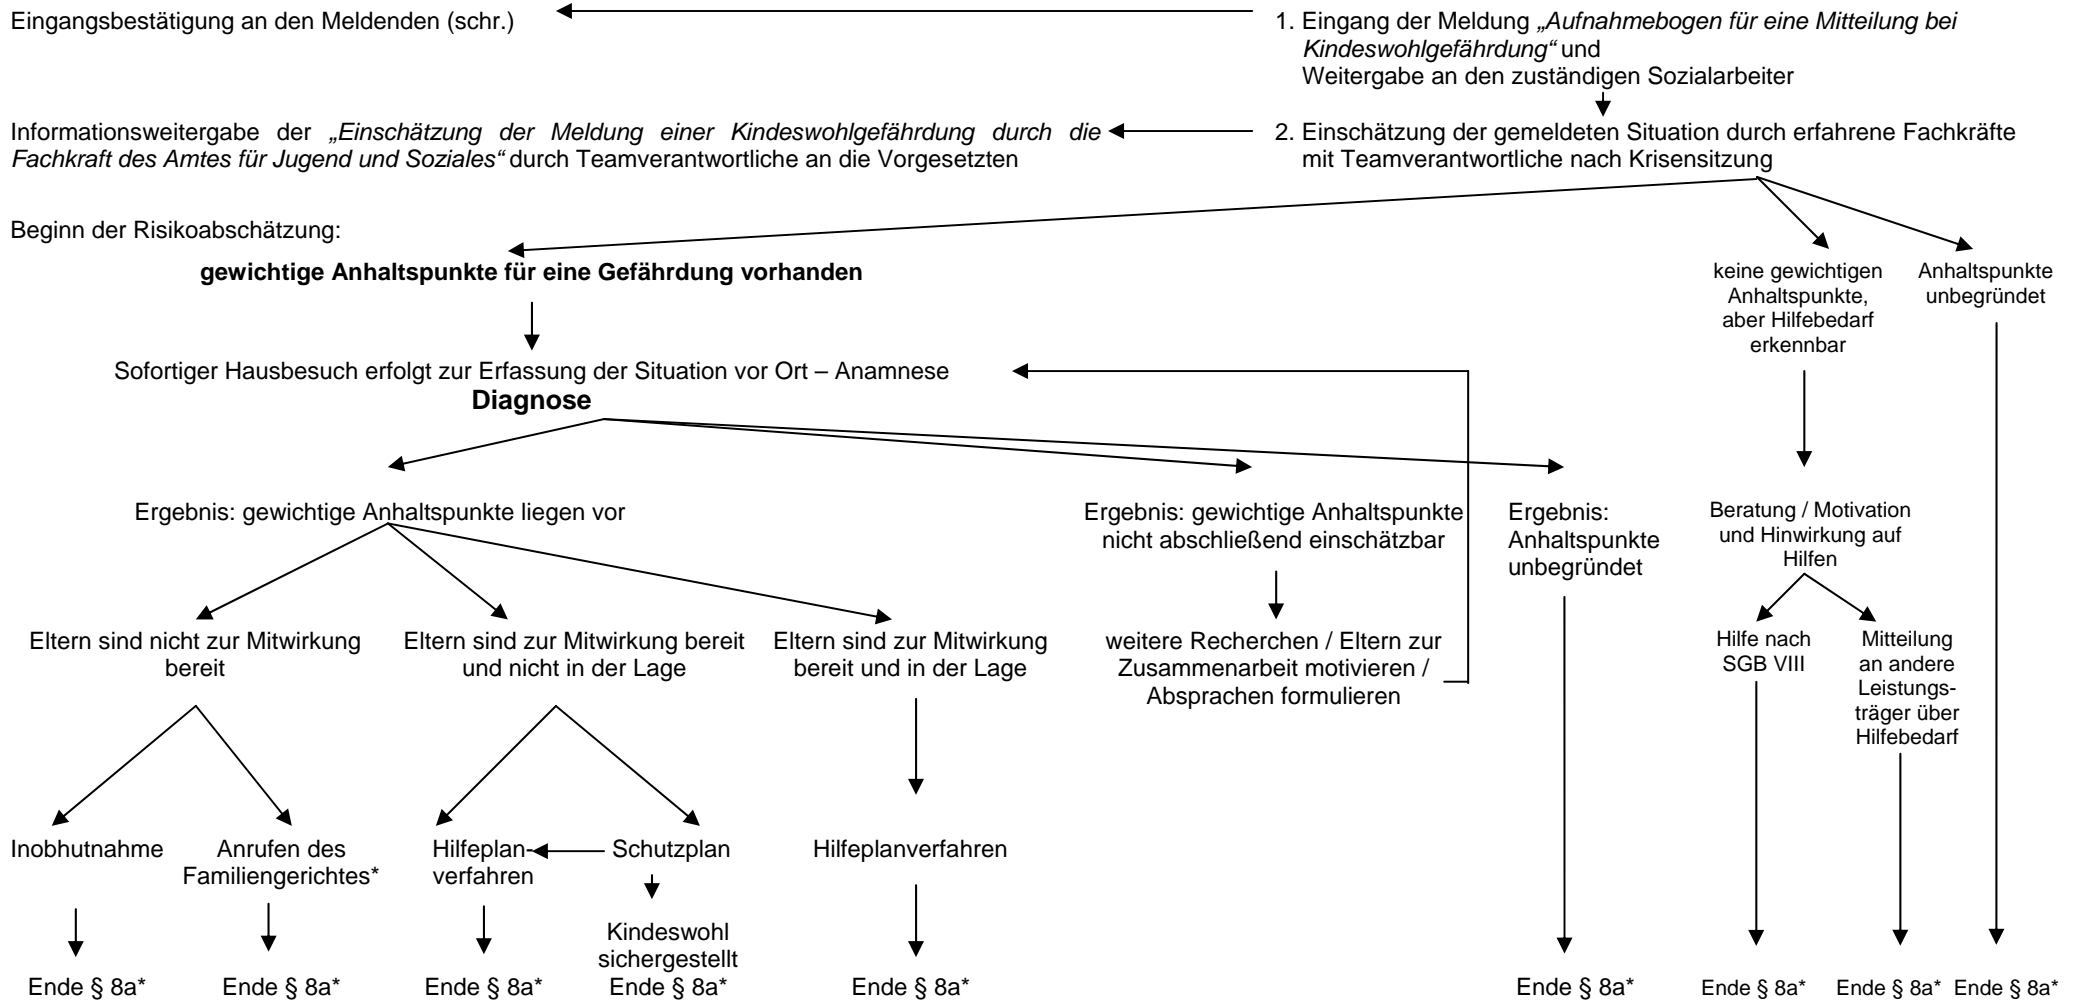 Eingangsbestätigung an den Meldenden (schr.)
1. Eingang der Meldung „Aufnahmebogen für eine Mitteilung bei
Kindeswohlgefährdung“ und
Weitergabe an den zuständigen Sozialarbeiter
Informationsweitergabe der „Einschätzung der Meldung einer Kindeswohlgefährdung durch die
Fachkraft des Amtes für Jugend und Soziales“ durch Teamverantwortliche an die Vorgesetzten
2. Einschätzung der gemeldeten Situation durch erfahrene Fachkräfte
mit Teamverantwortliche nach Krisensitzung
Beginn der Risikoabschätzung:
gewichtige Anhaltspunkte für eine Gefährdung vorhanden
keine gewichtigen
Anhaltspunkte,
aber Hilfebedarf
erkennbar
Anhaltspunkte
unbegründet
Sofortiger Hausbesuch erfolgt zur Erfassung der Situation vor Ort – Anamnese
Diagnose
Ergebnis: gewichtige Anhaltspunkte liegen vor
Ergebnis: gewichtige Anhaltspunkte
nicht abschließend einschätzbar
Ergebnis:
Anhaltspunkte
unbegründet
Beratung / Motivation
und Hinwirkung auf
Hilfen
Eltern sind nicht zur Mitwirkung
bereit
Eltern sind zur Mitwirkung bereit
und nicht in der Lage
Eltern sind zur Mitwirkung
bereit und in der Lage
weitere Recherchen / Eltern zur
Zusammenarbeit motivieren /
Absprachen formulieren
Hilfe nach
SGB VIII
Mitteilung
an andere
Leistungs-
träger über
Hilfebedarf
Inobhutnahme
Anrufen des
Familiengerichtes*
Hilfeplan-
verfahren
Schutzplan
Hilfeplanverfahren
Kindeswohl
sichergestellt
Ende § 8a*
Ende § 8a*
Ende § 8a*
Ende § 8a*
Ende § 8a*
Ende § 8a*
Ende § 8a*
Ende § 8a*
Ende § 8a*